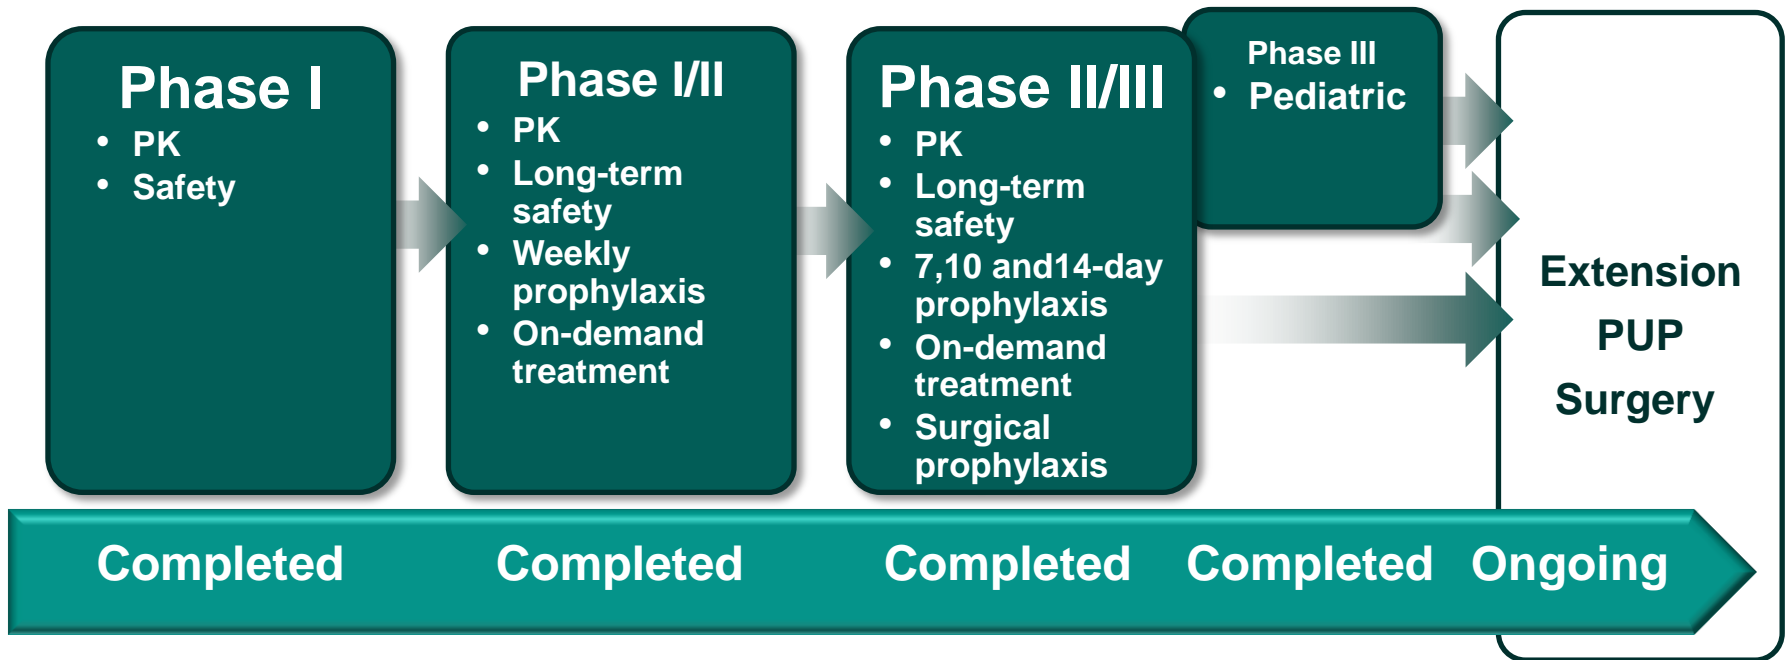 Phase I
• PK
• Safety
Phase I/II
• PK
• Long-term
safety
• Weekly
prophylaxis
• On-demand
treatment
Phase II/III
• PK
• Long-term
safety
• 7,10 and14-day
prophylaxis
• On-demand
treatment
• Surgical
prophylaxis
Phase III
• Pediatric
Extension
PUP
Surgery
Completed
Completed
Completed
Completed
Ongoing